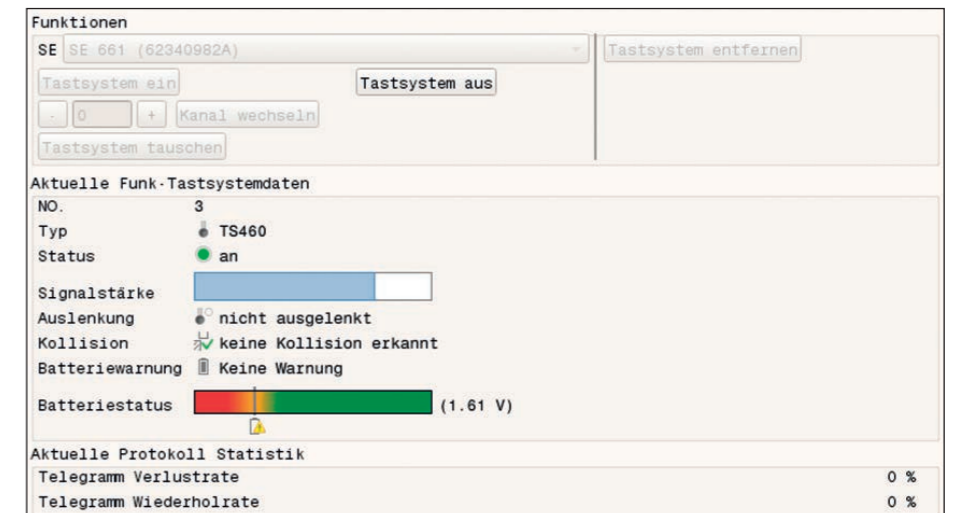 Funktionen
SE SE 661 (62340982A) Tastsystem entfernen
Tastsystem ein Tastsystem aus
- 0 + Kanal wechseln
Tastsystem tauschen
Aktuelle Funk-Tastsystemdaten
NO. 3
Typ TS460
Status an
Signalstärke
Auslenkung nicht ausgelenkt
Kollision keine Kollision erkannt
Batteriewarnung Keine Warnung
Batteriestatus (1.61 V)
Aktuelle Protokoll Statistik
Telegramm Verlustrate 0 %
Telegramm Wiederholrate 0 %